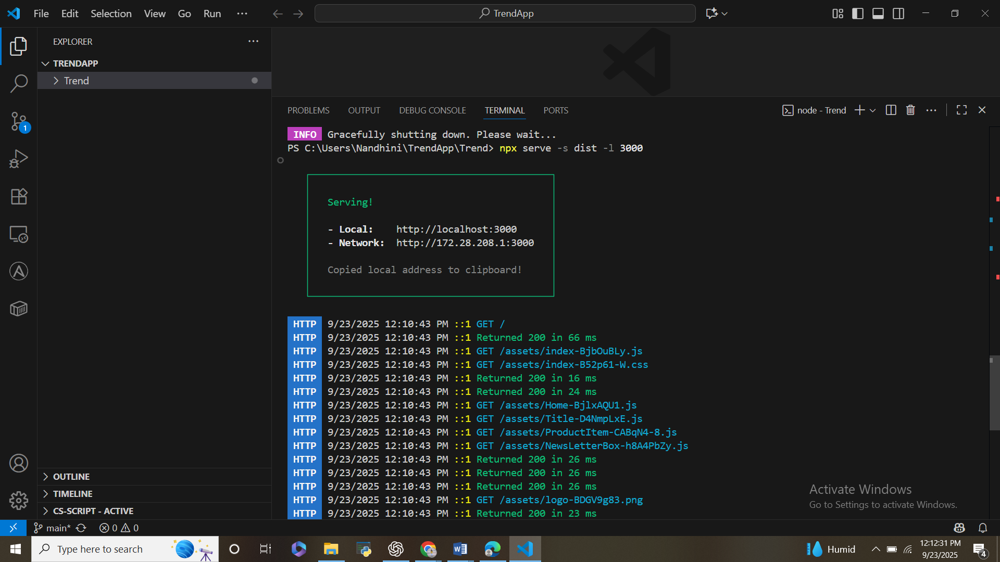 File Edit Selection View Go Run ··· TrendApp
EXPLORER
TRENDAPP
Trend
1
PROBLEMS OUTPUT DEBUG CONSOLE TERMINAL PORTS node - Trend
INFO Gracefully shutting down. Please wait...
PS C:\Users\Nandhini\TrendApp\Trend> npx serve -s dist -l 3000
Serving!
- Local: http://localhost:3000
- Network: http://172.28.208.1:3000
Copied local address to clipboard!
HTTP 9/23/2025 12:10:43 PM ::1 GET /
HTTP 9/23/2025 12:10:43 PM ::1 Returned 200 in 66 ms
HTTP 9/23/2025 12:10:43 PM ::1 GET /assets/index-BjbOuBLy.js
HTTP 9/23/2025 12:10:43 PM ::1 GET /assets/index-B52p61-W.css
HTTP 9/23/2025 12:10:43 PM ::1 Returned 200 in 16 ms
HTTP 9/23/2025 12:10:43 PM ::1 Returned 200 in 24 ms
HTTP 9/23/2025 12:10:43 PM ::1 GET /assets/Home-BjlxAQU1.js
HTTP 9/23/2025 12:10:43 PM ::1 GET /assets/Title-D4NmpLxE.js
HTTP 9/23/2025 12:10:43 PM ::1 GET /assets/ProductItem-CABqN4-8.js
HTTP 9/23/2025 12:10:43 PM ::1 GET /assets/NewsLetterBox-h8A4PbZy.js
HTTP 9/23/2025 12:10:43 PM ::1 Returned 200 in 26 ms
HTTP 9/23/2025 12:10:43 PM ::1 Returned 200 in 26 ms
HTTP 9/23/2025 12:10:43 PM ::1 Returned 200 in 26 ms
HTTP 9/23/2025 12:10:43 PM ::1 GET /assets/logo-BDGV9g83.png
HTTP 9/23/2025 12:10:43 PM ::1 Returned 200 in 23 ms
OUTLINE
TIMELINE
CS-SCRIPT - ACTIVE
Activate Windows
Go to Settings to activate Windows.
main* 0 0
Type here to search
Humid
12:12:31 PM
9/23/2025
4